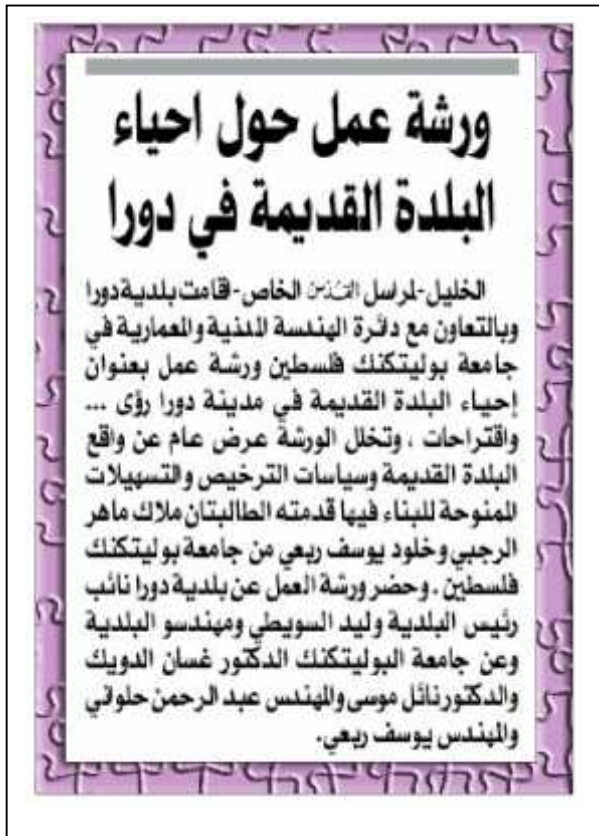 ورشة عمل حول احياء
البلدة القديمة في دورا
الخليل-لمراسل القدس الخاص-قامت بلدية دورا
وبالتعاون مع دائرة الهندسة المدنية والمعمارية في
جامعة بوليتكنك فلسطين ورشة عمل بعنوان
إحياء البلدة القديمة في مدينة دورا رؤى ...
واقتراحات ، وتخلل الورشة عرض عام عن واقع
البلدة القديمة وسياسات الترخيص والتسهيلات
الممنوحة للبناء فيها قدمته الطالبتان ملاك ماهر
الرجبي وخلود يوسف ربعي من جامعة بوليتكنك
فلسطين . وحضر ورشة العمل عن بلدية دورا نائب
رئيس البلدية وليد السويطي ومهندسو البلدية
وعن جامعة البوليتكنك الدكتور غسان الدويك
والدكتور نائل موسى والمهندس عبد الرحمن حلواني
والمهندس يوسف ربعي.